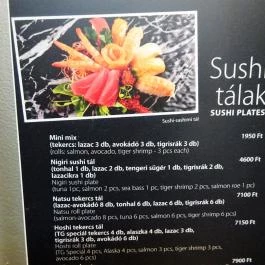 Sushi-sashimi tál
Sushi
tálak
SUSHI PLATES
Mini mix 1950 Ft
(tekercs: lazac 3 db, avokádó 3 db, tigrisrák 3 db)
(rolls: salmon, avocado, tiger shrimp - 3 pcs each)
Nigiri sushi tál 4600 Ft
(tonhal 1 db, lazac 2 db, tengeri sügér 1 db, tigrisrák 2 db,
lazacikra 1 db)
Nigiri sushi plate
(tuna 1pc, salmon 2 pcs, sea bass 1 pc, tiger shrimp 2 pcs, salmon roe 1 pc)
Natsu tekercs tál 7100 Ft
(lazac-avokádó 8 db, tonhal 6 db, lazac 6 db, tigrisrák 6 db)
Natsu roll plate
(salmon-avocado 8 pcs, tuna 6 pcs, salmon 6 pcs, tiger shrimp 6 pcs)
Hoshi tekercs tál 7150 Ft
(TG speciál tekercs 4 db, alaszka 4 db, lazac 3 db,
tigrisrák 3 db, avokádó 6 db)
Hoshi roll plate
(TG Special 4 pcs, Alaska 4 pcs, salmon 3 pcs, tiger shrimp 3 pcs,
avocado 6 pcs)
7900 Ft